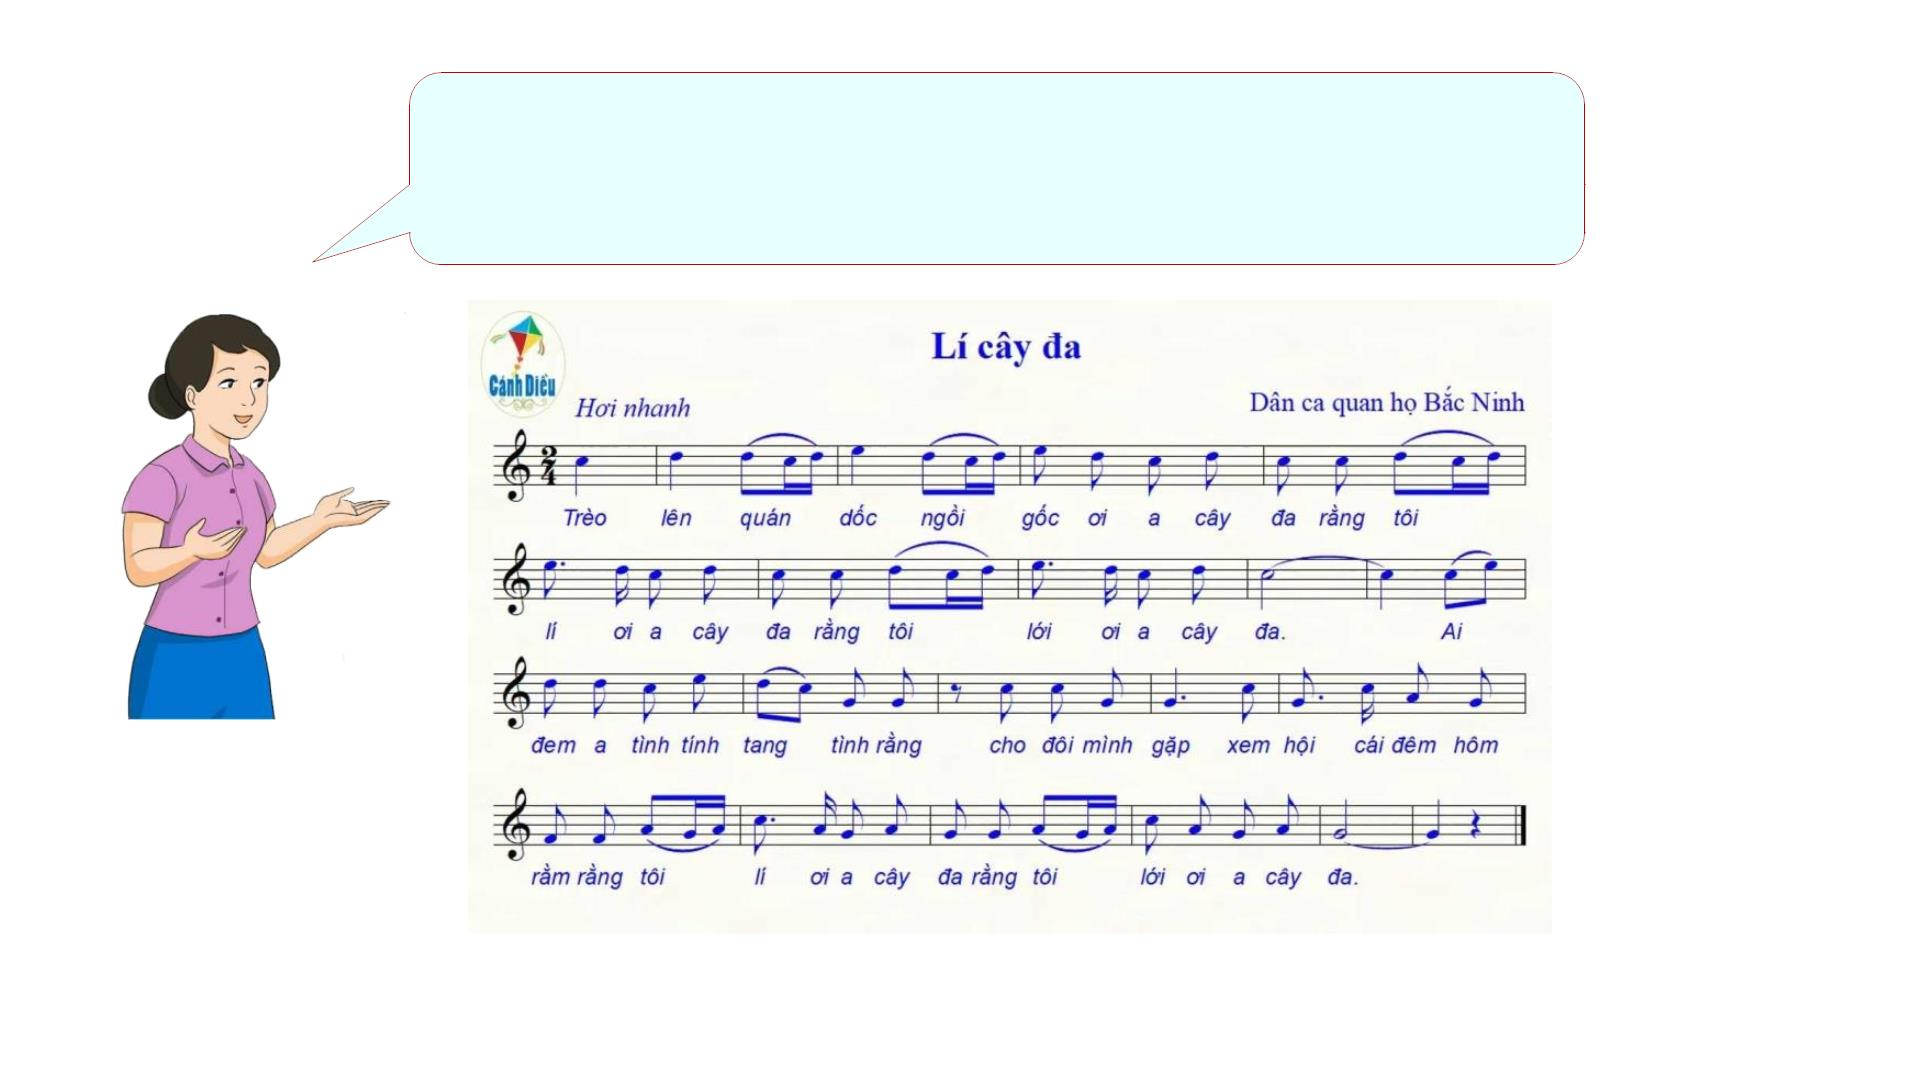 Lí cây đa
Cánh Diều
Hơi nhanh
Dân ca quan họ Bắc Ninh
2
4
Trèo lên quán dốc ngồi gốc ơi a cây đa rằng tôi
lí ơi a cây đa rằng tôi lới ơi a cây đa. Ai
đem a tình tính tang tình rằng cho đôi mình gặp xem hội cái đêm hôm
rằm rằng tôi lí ơi a cây đa rằng tôi lới ơi a cây đa.